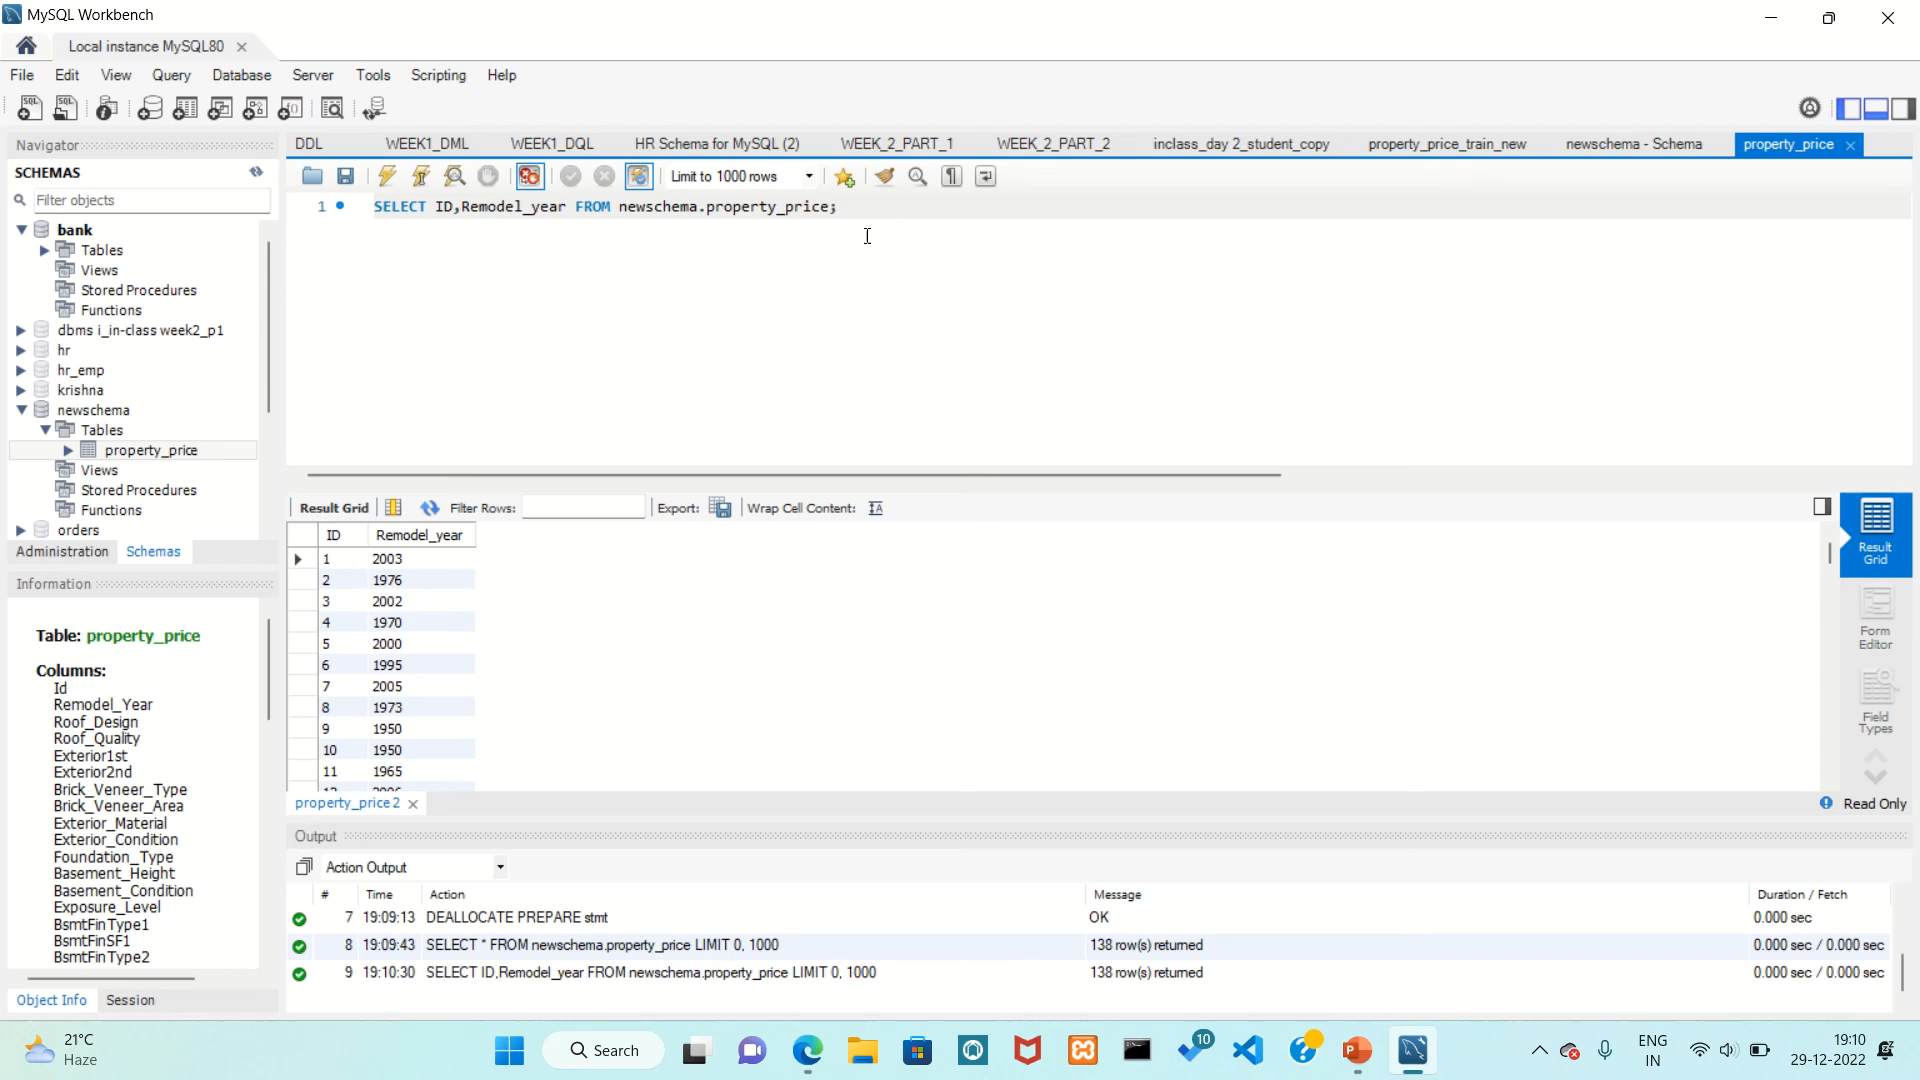 MySQL Workbench
Local instance MySQL80
File Edit View Query Database Server Tools Scripting Help
Navigator
SCHEMAS
Filter objects
bank
Tables
Views
Stored Procedures
Functions
dbms i_in-class week2_p1
hr
hr_emp
krishna
newschema
Tables
property_price
Views
Stored Procedures
Functions
orders
Administration Schemas
Information
Table: property_price
Columns:
Id
Remodel_Year
Roof_Design
Roof_Quality
Exterior1st
Exterior2nd
Brick_Veneer_Type
Brick_Veneer_Area
Exterior_Material
Exterior_Condition
Foundation_Type
Basement_Height
Basement_Condition
Exposure_Level
BsmtFinType1
BsmtFinSF1
BsmtFinType2
Object Info Session
DDL WEEK1_DML WEEK1_DQL HR Schema for MySQL (2) WEEK_2_PART_1 WEEK_2_PART_2 inclass_day 2_student_copy property_price_train_new newschema - Schema property_price
Limit to 1000 rows
1 SELECT ID,Remodel_year FROM newschema.property_price;
Result Grid Filter Rows: Export: Wrap Cell Content:
ID Remodel_year
1 2003
2 1976
3 2002
4 1970
5 2000
6 1995
7 2005
8 1973
9 1950
10 1950
11 1965
Result Grid
Form Editor
Field Types
property_price 2
Read Only
Output
Action Output
# Time Action Message Duration / Fetch
7 19:09:13 DEALLOCATE PREPARE stmt OK 0.000 sec
8 19:09:43 SELECT * FROM newschema.property_price LIMIT 0, 1000 138 row(s) returned 0.000 sec / 0.000 sec
9 19:10:30 SELECT ID,Remodel_year FROM newschema.property_price LIMIT 0, 1000 138 row(s) returned 0.000 sec / 0.000 sec
21°C
Haze
Search
10
ENG
IN
19:10
29-12-2022